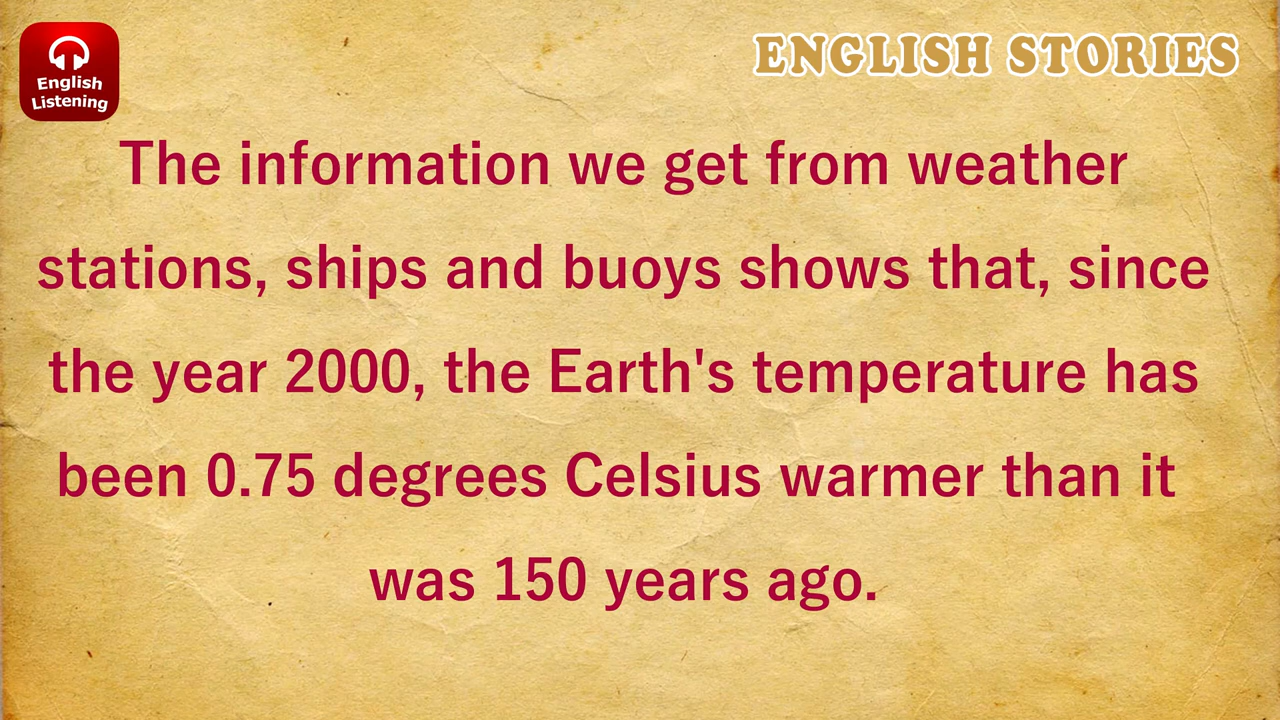 English
Listening
ENGLISH STORIES
The information we get from weather
stations, ships and buoys shows that, since
the year 2000, the Earth's temperature has
been 0.75 degrees Celsius warmer than it
was 150 years ago.